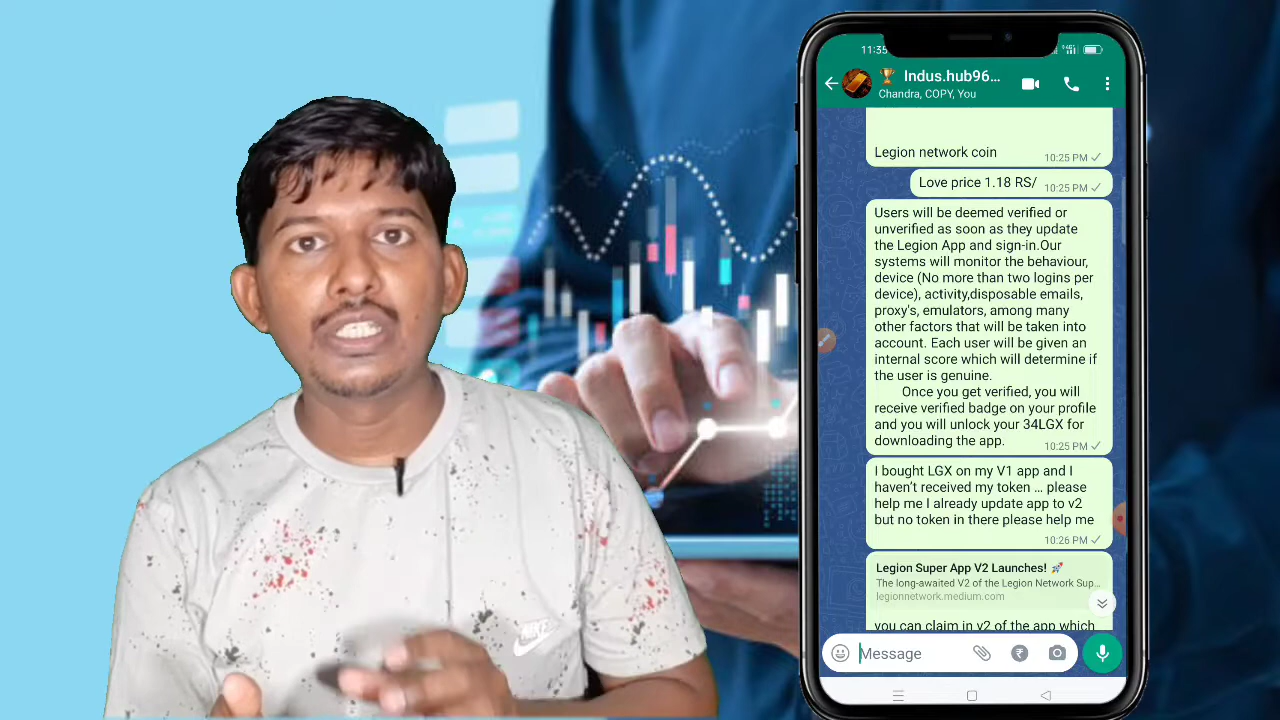 11:35
🏆 Indus.hub96...
Chandra, COPY, You
Legion network coin
10:25 PM
Love price 1.18 RS/
10:25 PM
Users will be deemed verified or
unverified as soon as they update
the Legion App and sign-in.Our
systems will monitor the behaviour,
device (No more than two logins per
device), activity,disposable emails,
proxy's, emulators, among many
other factors that will be taken into
account. Each user will be given an
internal score which will determine if
the user is genuine.
Once you get verified, you will
receive verified badge on your profile
and you will unlock your 34LGX for
downloading the app.
10:25 PM
I bought LGX on my V1 app and I
haven't received my token ... please
help me I already update app to v2
but no token in there please help me
10:26 PM
Legion Super App V2 Launches! 🚀
The long-awaited V2 of the Legion Network Sup...
legionnetwork.medium.com
you can claim in v2 of the app which
Message
NIKE